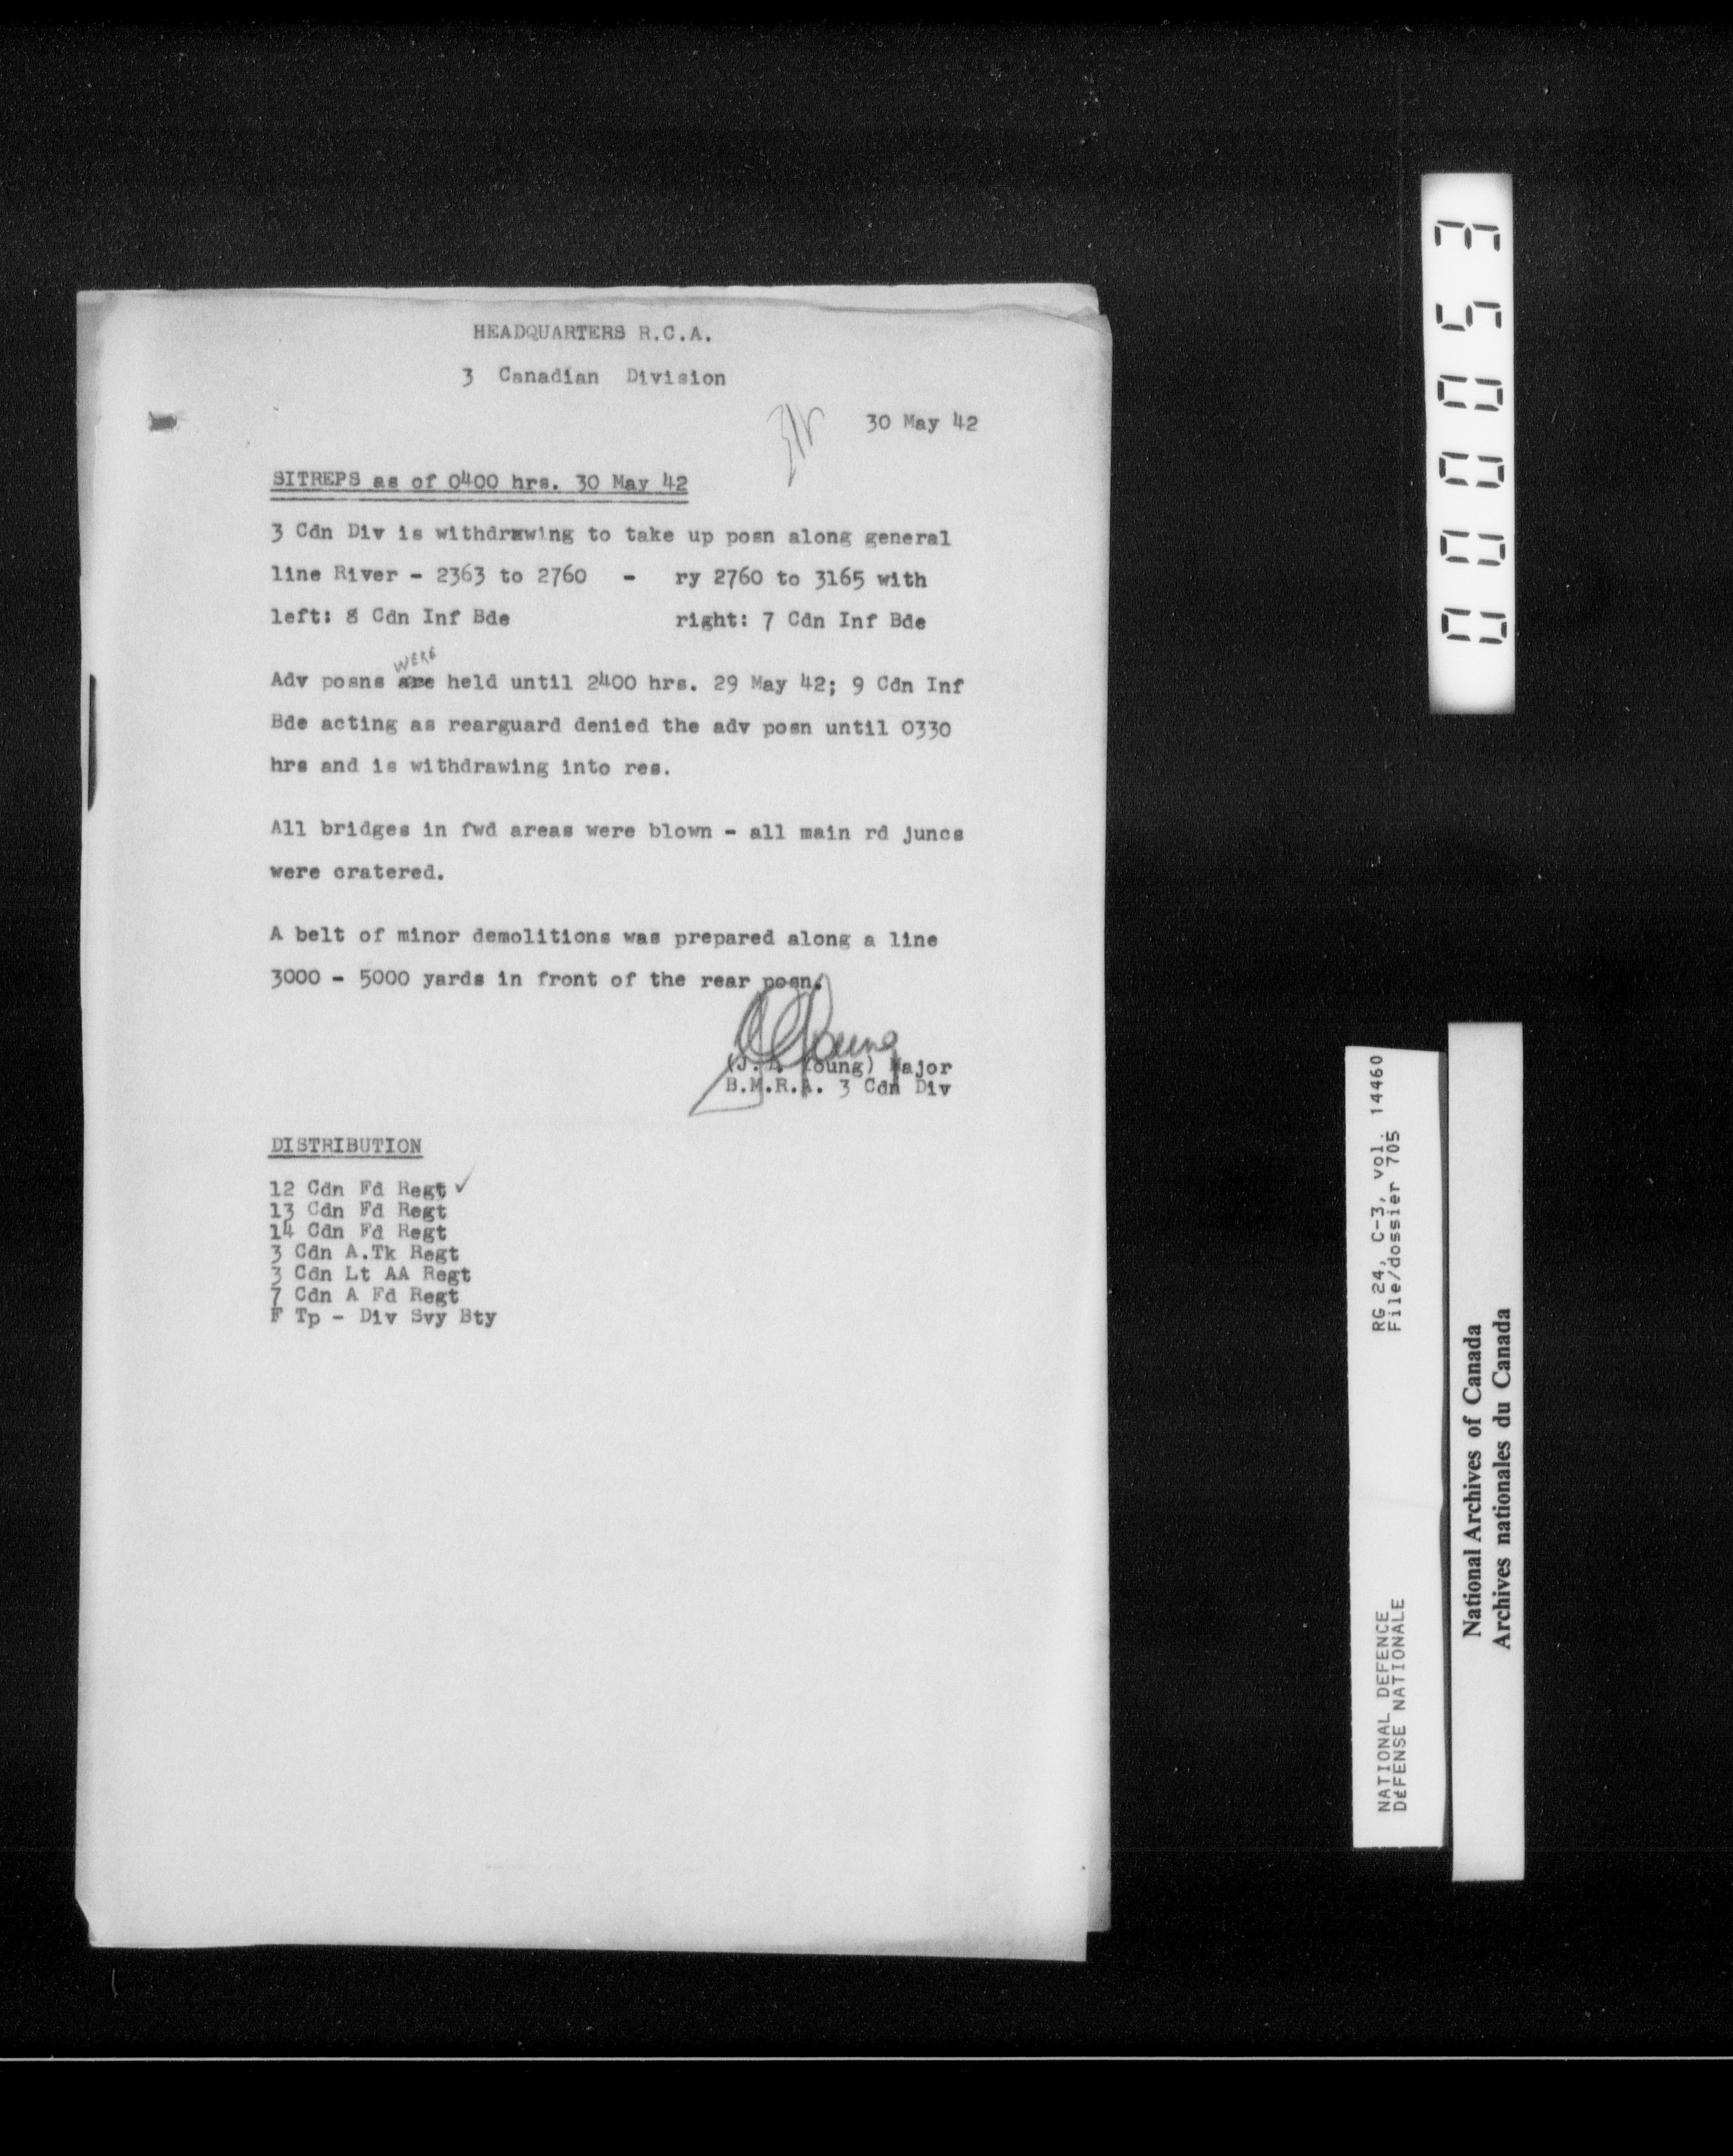 HEADQUARTERS R.C.A.
3 Canadian Division
30 May 42
SITREPS as of 0400 hrs. 30 May 42
3 Cdn Div is withdrawing to take up posn along general
line River - 2363 to 2760 - ry 2760 to 3165 with
left: 8 Cdn Inf Bde right: 7 Cdn Inf Bde
WERE
Adv posns are held until 2400 hrs. 29 May 42; 9 Cdn Inf
Bde acting as rearguard denied the adv posn until 0330
hrs and is withdrawing into res.
All bridges in fwd areas were blown - all main rd juncs
were cratered.
A belt of minor demolitions was prepared along a line
3000 - 5000 yards in front of the rear posn.
Young) Major
B.M.R.A. 3 Cdn Div
DISTRIBUTION
12 Cdn Fd Regt ✓
13 Cdn Fd Regt
14 Cdn Fd Regt
3 Cdn A.Tk Regt
3 Cdn Lt AA Regt
7 Cdn A Fd Regt
F Tp - Div Svy Bty
000053
RG 24, C-3, vol. 14460
File/dossier 705
NATIONAL DEFENCE
DÉFENSE NATIONALE
National Archives of Canada
Archives nationales du Canada